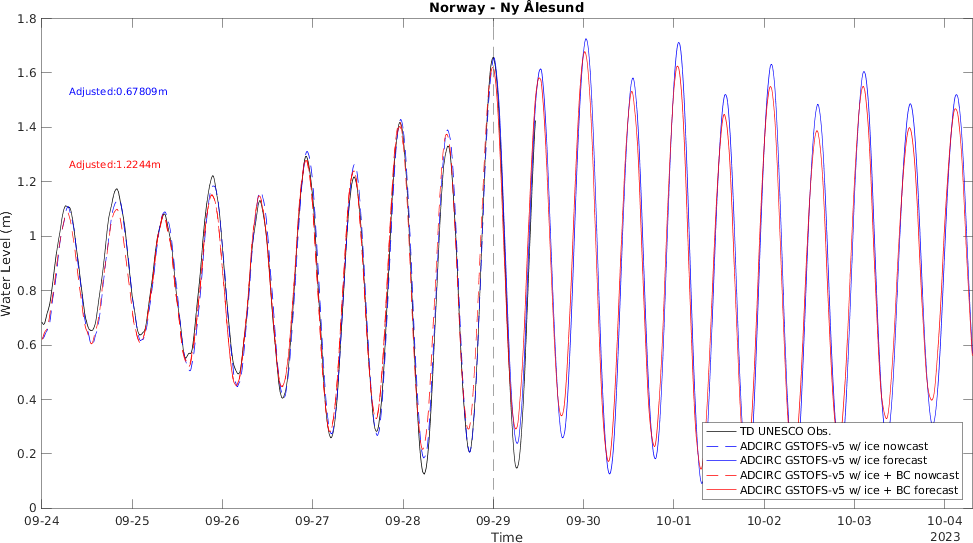 Norway - Ny Ålesund
1.8
1.6
1.4
1.2
1
0.8
0.6
0.4
0.2
0
Water Level (m)
Adjusted:0.67809m
Adjusted:1.2244m
TD UNESCO Obs.
ADCIRC GSTOFS-v5 w/ ice nowcast
ADCIRC GSTOFS-v5 w/ ice forecast
ADCIRC GSTOFS-v5 w/ ice + BC nowcast
ADCIRC GSTOFS-v5 w/ ice + BC forecast
09-24 09-25 09-26 09-27 09-28 09-29 09-30 10-01 10-02 10-03 10-04
Time
2023